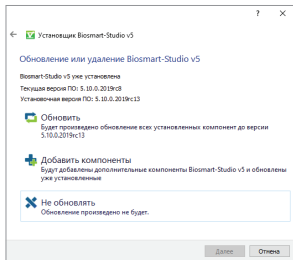 Установщик Biosmart-Studio v5
Обновление или удаление Biosmart-Studio v5
Biosmart-Studio v5 уже установлена
Текущая версия ПО: 5.10.0.2019rc8
Установочная версия ПО: 5.10.0.2019rc13
Обновить
Будет произведено обновление всех установленных компонент до версии
5.10.0.2019rc13
Добавить компоненты
Будут добавлены дополнительные компоненты Biosmart-Studio v5 и обновлены
уже установленные
Не обновлять
Обновление произведено не будет.
Далее
Отмена